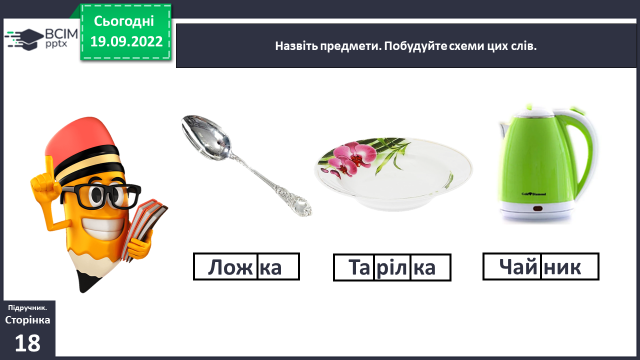 ВСІМ
pptx
Сьогодні
19.09.2022
Назвіть предмети. Побудуйте схеми цих слів.
Лож ка
Та ріл ка
Чай ник
Підручник.
Сторінка
18